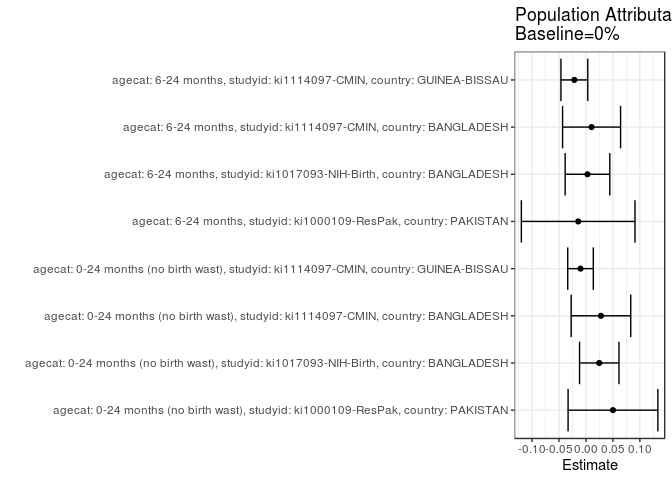 Population Attributa
Baseline=0%
agecat: 6-24 months, studyid: ki1114097-CMIN, country: GUINEA-BISSAU
agecat: 6-24 months, studyid: ki1114097-CMIN, country: BANGLADESH
agecat: 6-24 months, studyid: ki1017093-NIH-Birth, country: BANGLADESH
agecat: 6-24 months, studyid: ki1000109-ResPak, country: PAKISTAN
agecat: 0-24 months (no birth wast), studyid: ki1114097-CMIN, country: GUINEA-BISSAU
agecat: 0-24 months (no birth wast), studyid: ki1114097-CMIN, country: BANGLADESH
agecat: 0-24 months (no birth wast), studyid: ki1017093-NIH-Birth, country: BANGLADESH
agecat: 0-24 months (no birth wast), studyid: ki1000109-ResPak, country: PAKISTAN
-0.10 -0.05 0.00 0.05 0.10
Estimate